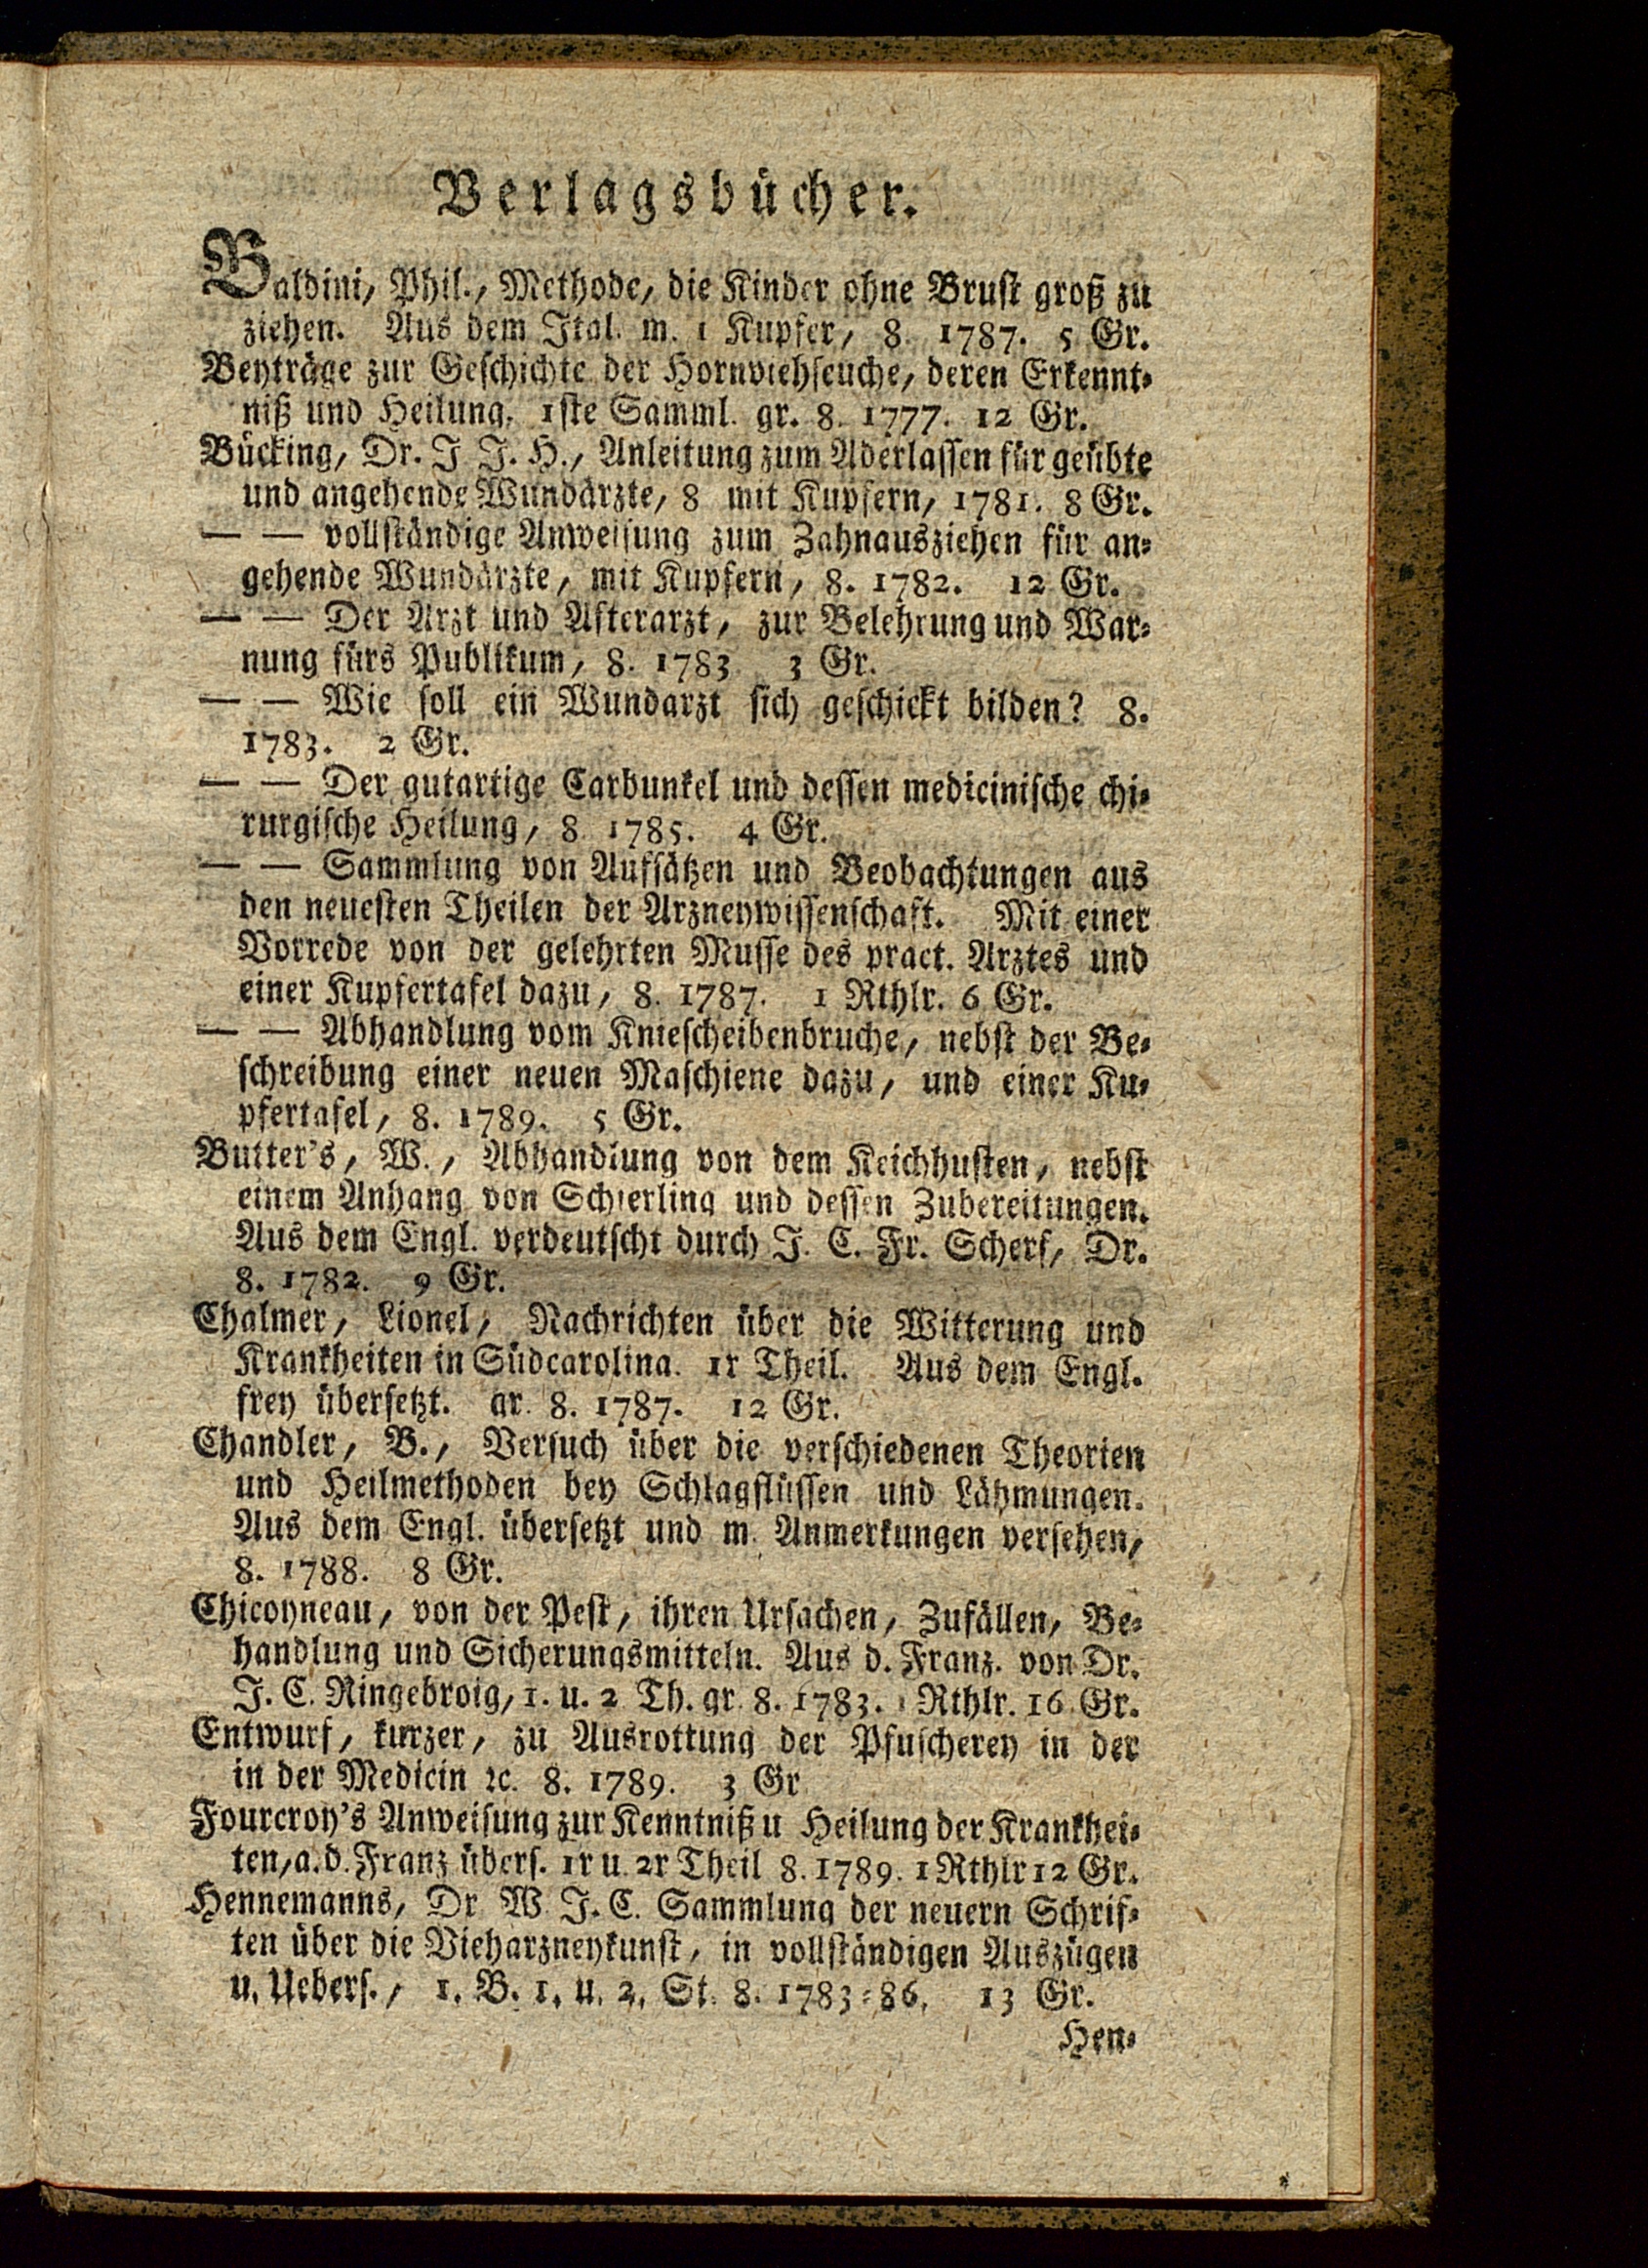 Verlagsbücher.
Baldini, Phil., Methode, die Kinder ohne Brust groß zu
ziehen. Aus dem Ital. m. 1 Kupfer, 8. 1787. 5 Gr.
Beyträge zur Geschichte der Hornviehseuche, deren Erkennt-
niß und Heilung. 1ste Samml. gr. 8. 1777. 12 Gr.
Bücking, Dr. J J. H., Anleitung zum Aderlassen für geübte
und angehende Wundärzte, 8 mit Kupfern, 1781. 8 Gr.
— — vollständige Anweisung zum Zahnausziehen für an-
gehende Wundärzte, mit Kupfern, 8. 1782. 12 Gr.
— — Der Arzt und Afterarzt, zur Belehrung und War-
nung fürs Publikum, 8. 1783 3 Gr.
— — Wie soll ein Wundarzt sich geschickt bilden? 8.
1783. 2 Gr.
— — Der gutartige Carbunkel und dessen medicinische chi-
rurgische Heilung, 8 1785. 4 Gr.
— — Sammlung von Aufsätzen und Beobachtungen aus
den neuesten Theilen der Arzneywissenschaft. Mit einer
Vorrede von der gelehrten Musse des pract. Arztes und
einer Kupfertafel dazu, 8. 1787. 1 Rthlr. 6 Gr.
— — Abhandlung vom Kniescheibenbruche, nebst der Be-
schreibung einer neuen Maschiene dazu, und einer Ku-
pfertafel, 8. 1789. 5 Gr.
Butter's, W., Abhandlung von dem Keichhusten, nebst
einem Anhang von Schierling und dessen Zubereitungen.
Aus dem Engl. verdeutscht durch J. C. Fr. Scherf, Dr.
8. 1782. 9 Gr.
Chalmer, Lionel, Nachrichten über die Witterung und
Krankheiten in Südcarolina. 1r Theil. Aus dem Engl.
frey übersetzt. gr. 8. 1787. 12 Gr.
Chandler, B., Versuch über die verschiedenen Theorien
und Heilmethoden bey Schlagflüssen und Lähmungen.
Aus dem Engl. übersetzt und m. Anmerkungen versehen,
8. 1788. 8 Gr.
Chicoyneau, von der Pest, ihren Ursachen, Zufällen, Be-
handlung und Sicherungsmitteln. Aus d. Franz. von Dr.
J. C. Ringebroig, 1. u. 2 Th. gr. 8. 1783. 1 Rthlr. 16 Gr.
Entwurf, kurzer, zu Ausrottung der Pfuscherey in der
in der Medicin ꝛc. 8. 1789. 3 Gr
Fourcroy's Anweisung zur Kenntniß u Heilung der Krankhei-
ten, a. d. Franz übers. 1r u. 2r Theil 8. 1789. 1 Rthlr 12 Gr.
Hennemanns, Dr W J. C. Sammlung der neuern Schrif-
ten über die Vieharzneykunst, in vollständigen Auszügen
u. Uebers., 1. B. 1. u. 2. St. 8. 1783-86. 13 Gr.
Hen-